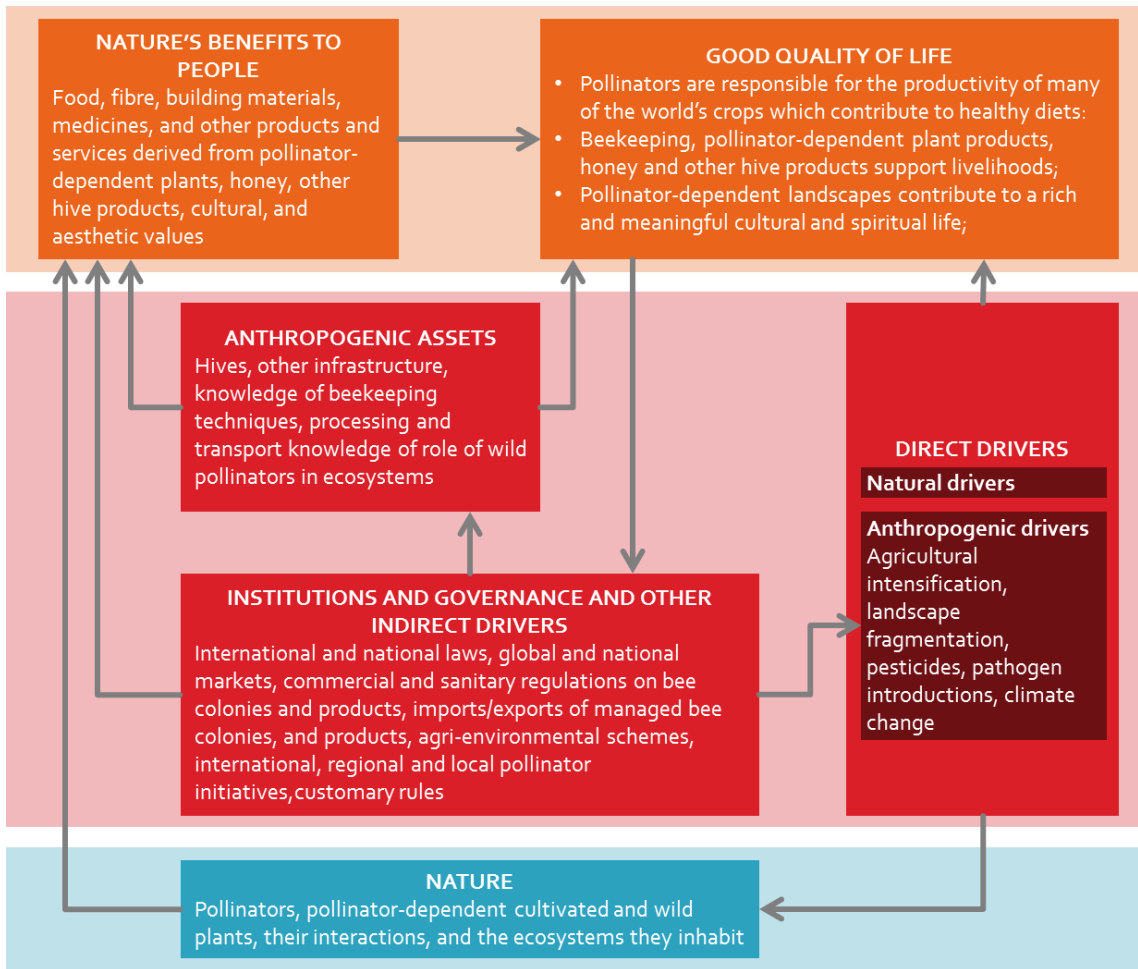 NATURE'S BENEFITS TO
PEOPLE
Food, fibre, building materials,
medicines, and other products and
services derived from pollinator-
dependent plants, honey, other
hive products, cultural, and
aesthetic values
GOOD QUALITY OF LIFE
• Pollinators are responsible for the productivity of many
of the world's crops which contribute to healthy diets:
• Beekeeping, pollinator-dependent plant products,
honey and other hive products support livelihoods;
• Pollinator-dependent landscapes contribute to a rich
and meaningful cultural and spiritual life;
ANTHROPOGENIC ASSETS
Hives, other infrastructure,
knowledge of beekeeping
techniques, processing and
transport knowledge of role of wild
pollinators in ecosystems
DIRECT DRIVERS
Natural drivers
Anthropogenic drivers
Agricultural
intensification,
landscape
fragmentation,
pesticides, pathogen
introductions, climate
change
INSTITUTIONS AND GOVERNANCE AND OTHER
INDIRECT DRIVERS
International and national laws, global and national
markets, commercial and sanitary regulations on bee
colonies and products, imports/exports of managed bee
colonies, and products, agri-environmental schemes,
international, regional and local pollinator
initiatives,customary rules
NATURE
Pollinators, pollinator-dependent cultivated and wild
plants, their interactions, and the ecosystems they inhabit